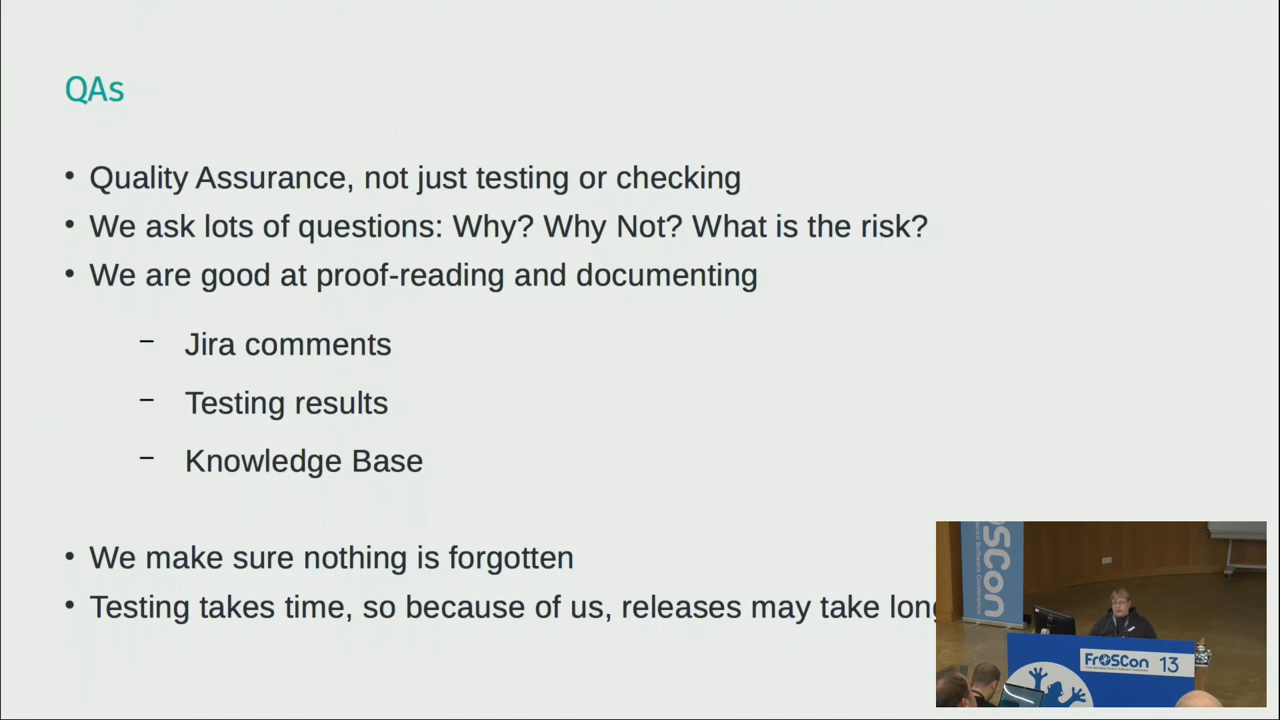 QAs
• Quality Assurance, not just testing or checking
• We ask lots of questions: Why? Why Not? What is the risk?
• We are good at proof-reading and documenting
– Jira comments
– Testing results
– Knowledge Base
• We make sure nothing is forgotten
• Testing takes time, so because of us, releases may take long
FrOSCon 13